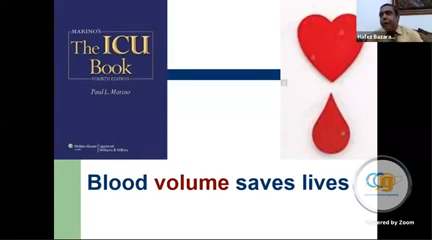 MARINO'S
The ICU
Book
FOURTH EDITION
Paul L. Marino
Hafez Bazara...
Blood volume saves lives
Powered by Zoom